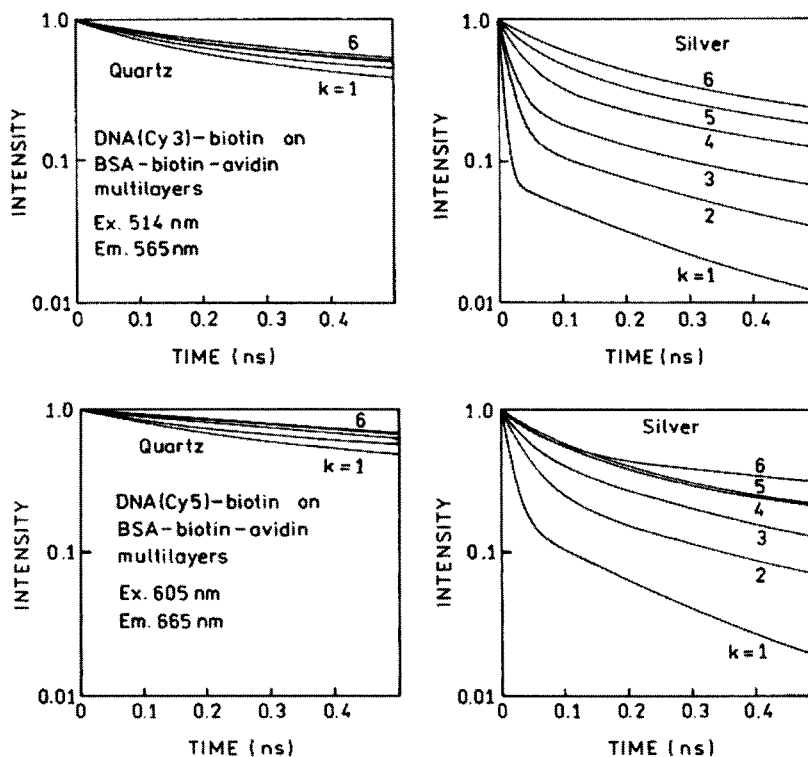 1.0
0.1
0.01
INTENSITY
0
0.1
0.2
0.3
0.4
TIME (ns)
6
Quartz
k=1
DNA(Cy3)-biotin on
BSA-biotin-avidin
multilayers
Ex. 514 nm
Em. 565nm
1.0
0.1
0.01
INTENSITY
0
0.1
0.2
0.3
0.4
TIME (ns)
Silver
6
5
4
3
2
k=1
1.0
0.1
0.01
INTENSITY
0
0.1
0.2
0.3
0.4
TIME (ns)
6
Quartz
k=1
DNA(Cy5)-biotin on
BSA-biotin-avidin
multilayers
Ex. 605 nm
Em. 665 nm
1.0
0.1
0.01
INTENSITY
0
0.1
0.2
0.3
0.4
TIME (ns)
Silver
6
5
4
3
2
k=1